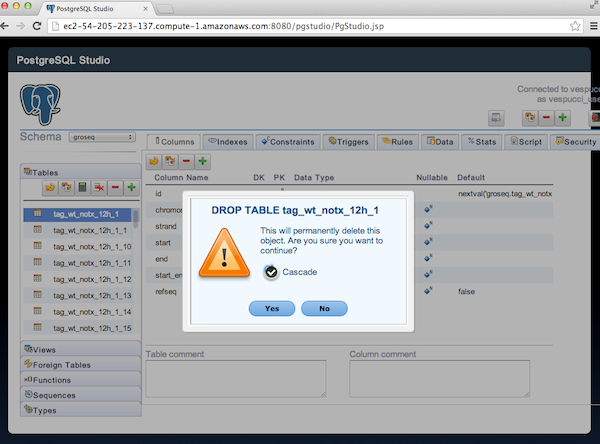 PostgreSQL Studio
ec2-54-205-223-137.compute-1.amazonaws.com:8080/pgstudio/PgStudio.jsp
PostgreSQL Studio
Connected to vespucci
as vespucci_use
Schema groseq
Columns Indexes Constraints Triggers Rules Data Stats Script Security
Tables
Column Name DK PK Data Type Nullable Default
tag_wt_notx_12h_1
tag_wt_notx_12h_1_1
tag_wt_notx_12h_1_10
tag_wt_notx_12h_1_11
tag_wt_notx_12h_1_12
tag_wt_notx_12h_1_13
tag_wt_notx_12h_1_14
tag_wt_notx_12h_1_15
id nextval('groseq.tag_wt_notx
chromos
strand
start
end
start_en
refseq false
DROP TABLE tag_wt_notx_12h_1
This will permanently delete this
object. Are you sure you want to
continue?
Cascade
Yes No
Views
Foreign Tables
Functions
Sequences
Types
Table comment Column comment